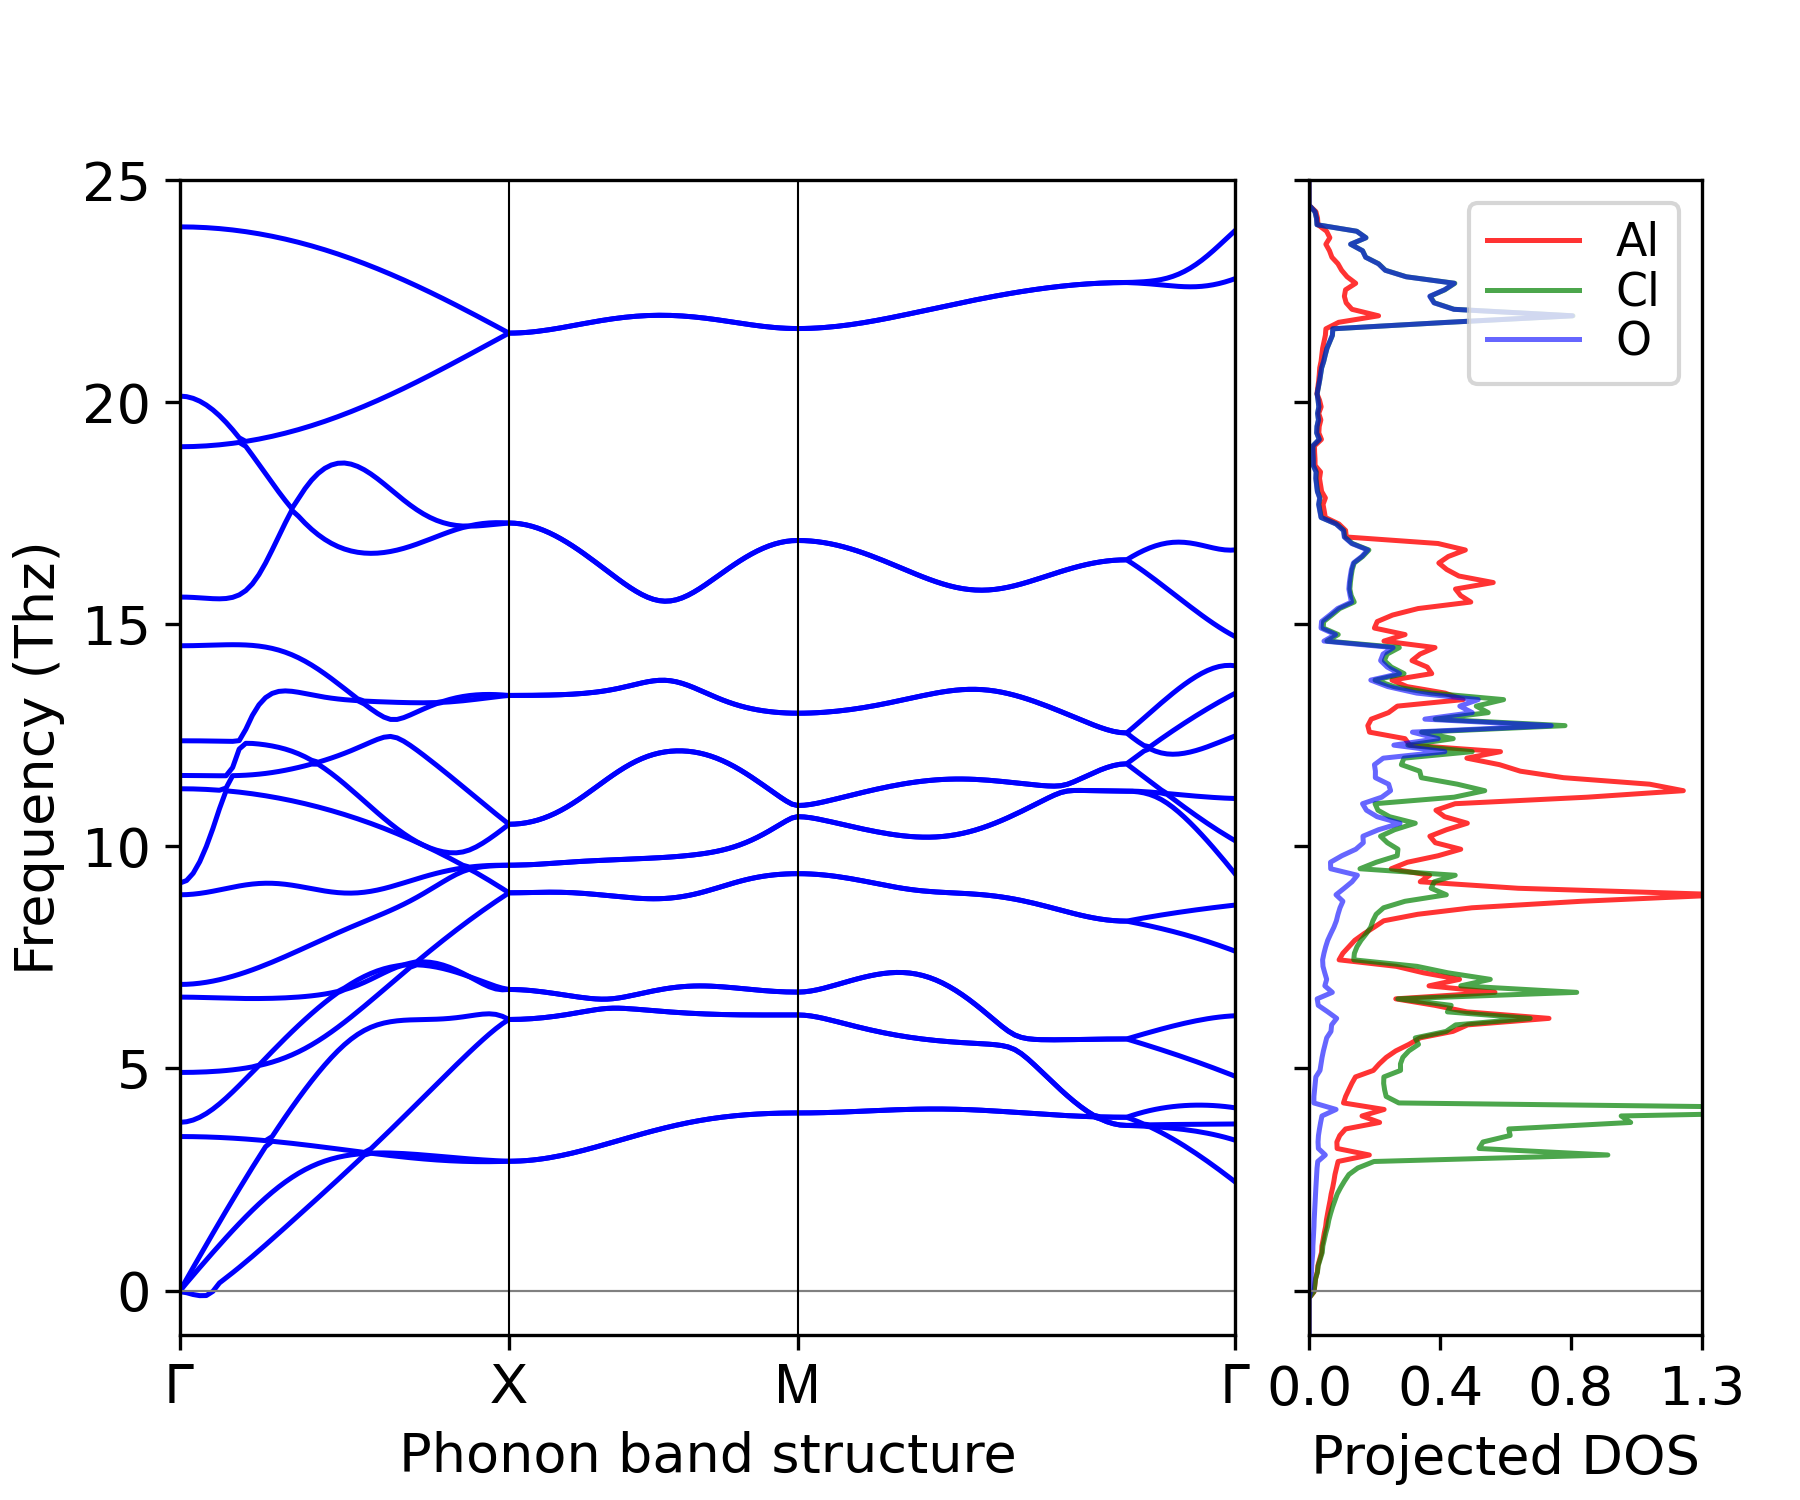 25
20
15
10
5
0
Frequency (Thz)
Γ X M Γ
Phonon band structure
Al
Cl
O
0.0 0.4 0.8 1.3
Projected DOS